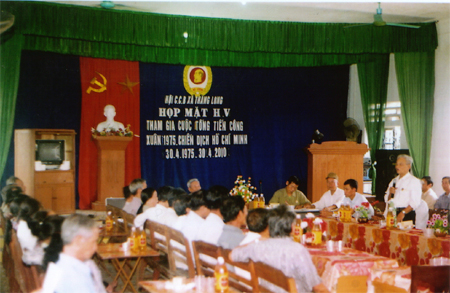 HỘI C.C.B XÃ THĂNG LONG
HỌP MẶT H.V
THAM GIA CUỘC TỔNG TIẾN CÔNG
XUÂN 1975, CHIẾN DỊCH HỒ CHÍ MINH
30.4.1975 - 30.4.2010